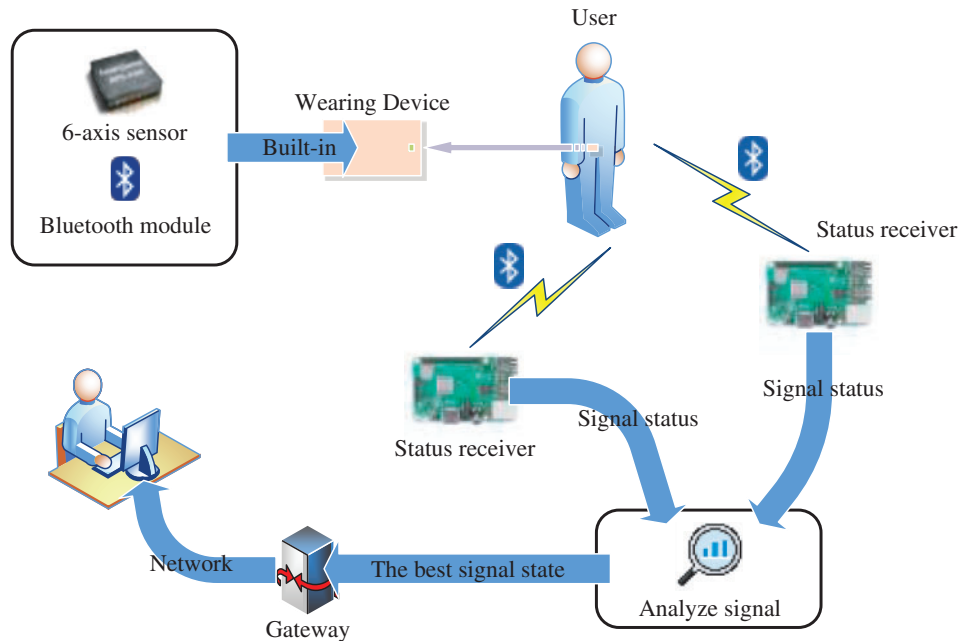 User
Wearing Device
6-axis sensor
Built-in
Bluetooth module
Status receiver
Signal status
Signal status
Status receiver
Network
The best signal state
Analyze signal
Gateway